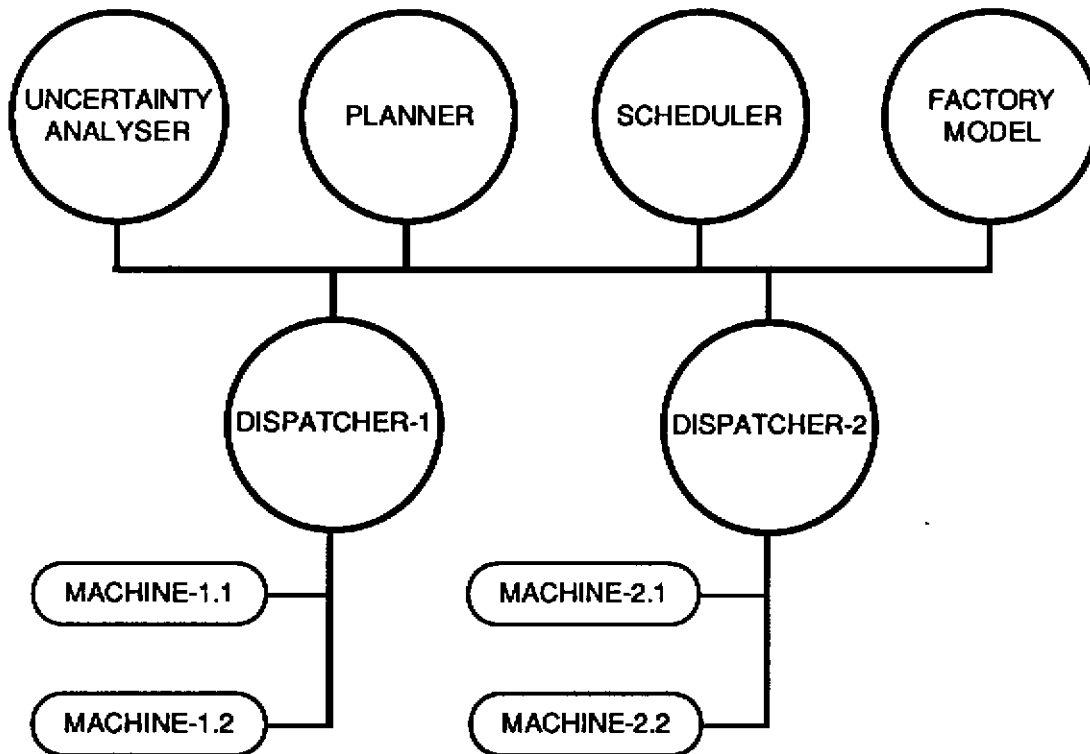 UNCERTAINTY
ANALYSER
PLANNER
SCHEDULER
FACTORY
MODEL
DISPATCHER-1
DISPATCHER-2
MACHINE-1.1
MACHINE-2.1
MACHINE-1.2
MACHINE-2.2